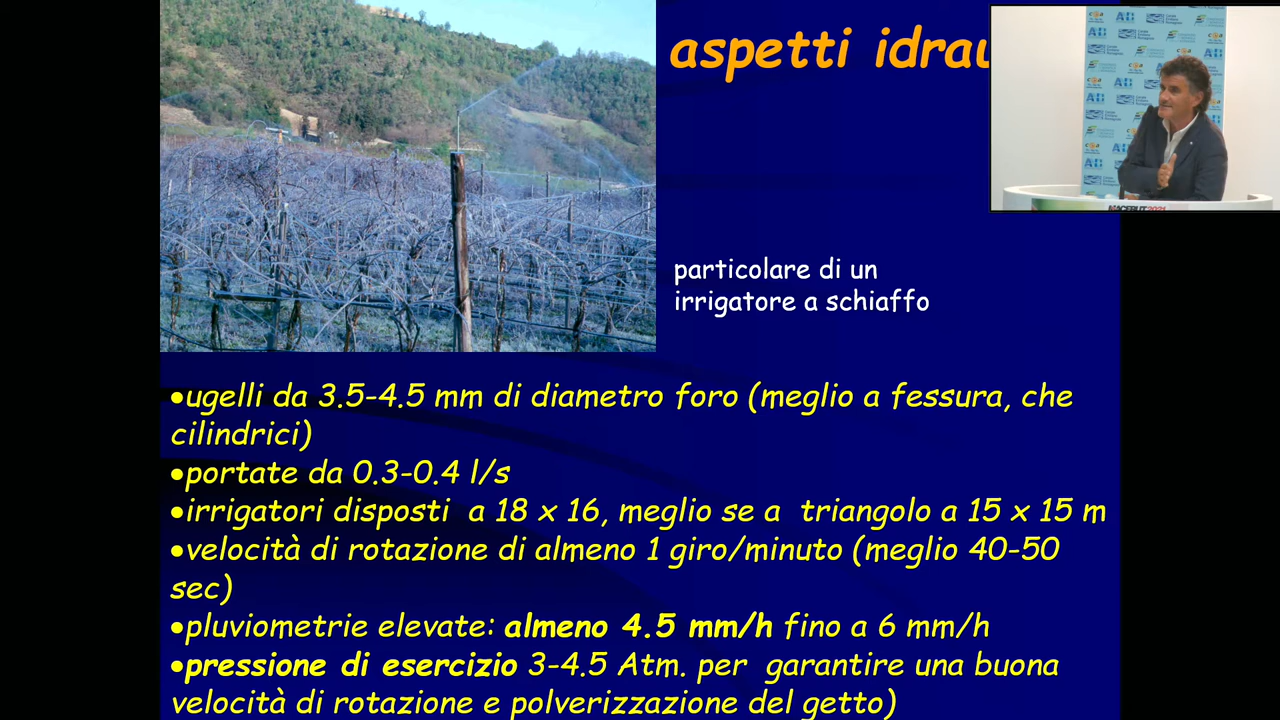 aspetti idrau
particolare di un
irrigatore a schiaffo
•ugelli da 3.5-4.5 mm di diametro foro (meglio a fessura, che
cilindrici)
•portate da 0.3-0.4 l/s
•irrigatori disposti a 18 x 16, meglio se a triangolo a 15 x 15 m
•velocità di rotazione di almeno 1 giro/minuto (meglio 40-50
sec)
•pluviometrie elevate: almeno 4.5 mm/h fino a 6 mm/h
•pressione di esercizio 3-4.5 Atm. per garantire una buona
velocità di rotazione e polverizzazione del getto)